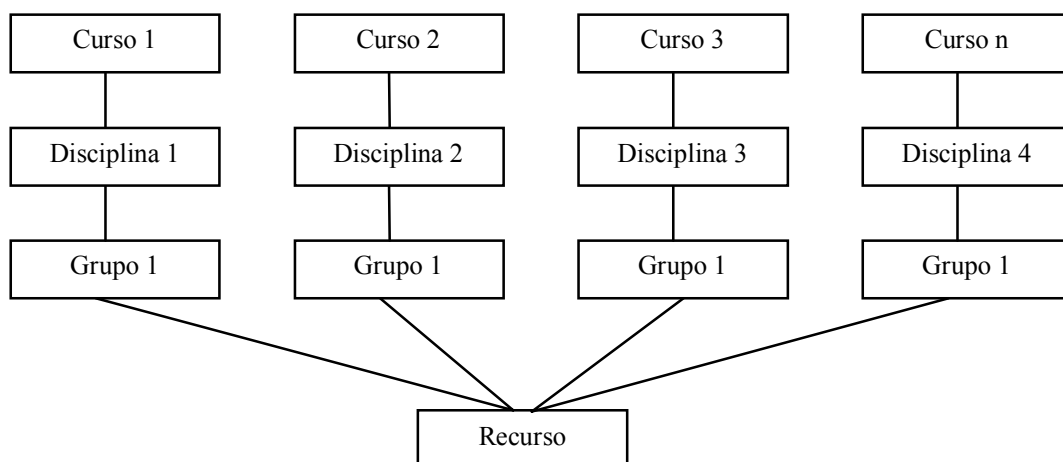 Curso 1
Curso 2
Curso 3
Curso n
Disciplina 1
Disciplina 2
Disciplina 3
Disciplina 4
Grupo 1
Grupo 1
Grupo 1
Grupo 1
Recurso